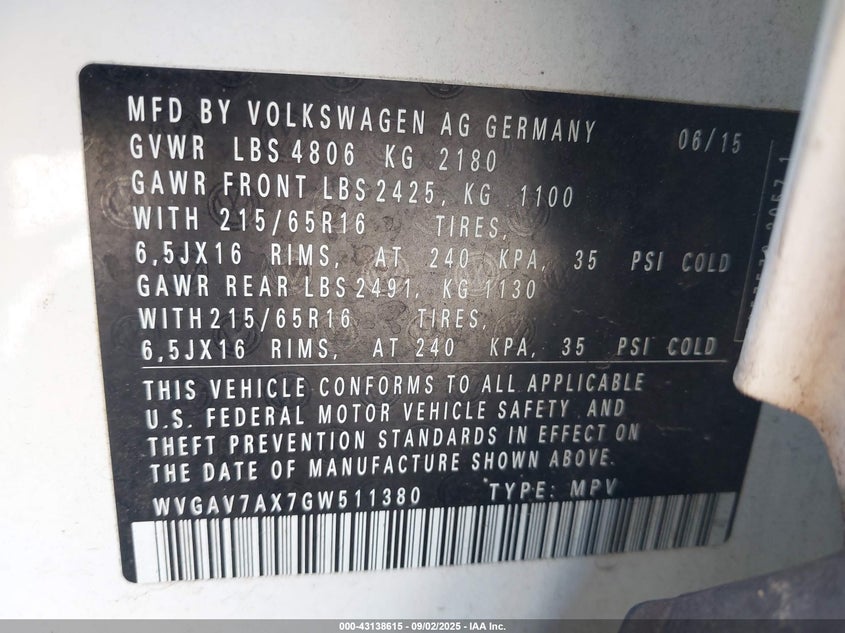 MFD BY VOLKSWAGEN AG GERMANY 06/15
GVWR LBS 4806 KG 2180
GAWR FRONT LBS 2425, KG 1100
WITH 215/65R16 TIRES,
6,5JX16 RIMS, AT 240 KPA, 35 PSI COLD
GAWR REAR LBS 2491, KG 1130
WITH 215/65R16 TIRES,
6,5JX16 RIMS, AT 240 KPA, 35 PSI COLD
THIS VEHICLE CONFORMS TO ALL APPLICABLE
U.S. FEDERAL MOTOR VEHICLE SAFETY AND
THEFT PREVENTION STANDARDS IN EFFECT ON
THE DATE OF MANUFACTURE SHOWN ABOVE.
WVGAV7AX7GW511380 TYPE: MPV
000-43138615 - 09/02/2025 - IAA Inc.